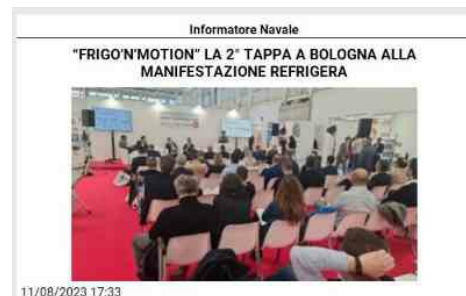 Informatore Navale
"FRIGO'N'MOTION" LA 2° TAPPA A BOLOGNA ALLA
MANIFESTAZIONE REFRIGERA
11/08/2023 17:33